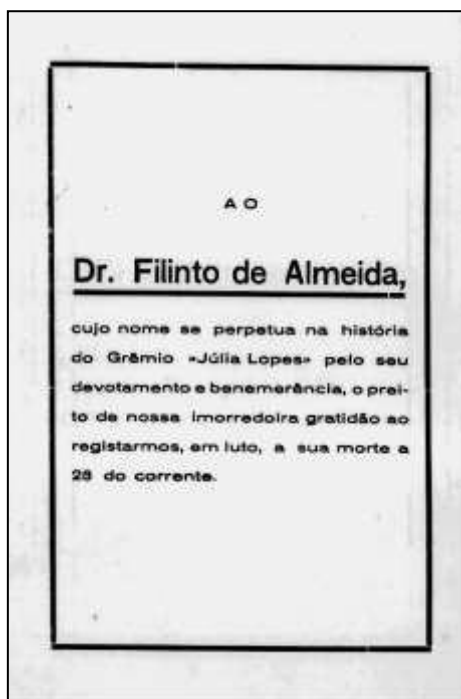 AO
Dr. Filinto de Almeida,
cujo nome se perpetua na história
do Grêmio «Júlia Lopes» pelo seu
devotamento e benemerência, o prei-
to de nossa imorredoira gratidão ao
registarmos, em luto, a sua morte a
28 do corrente.